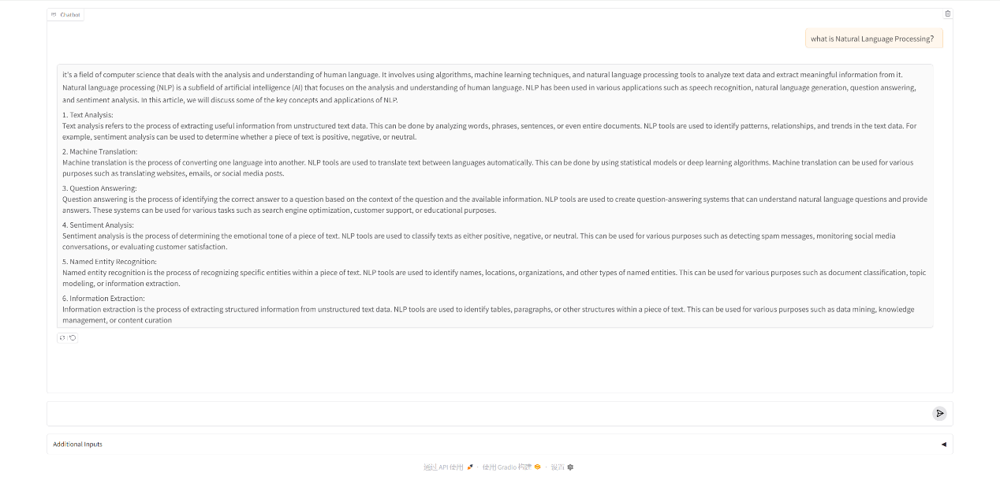 Chatbot
what is Natural Language Processing？
it's a field of computer science that deals with the analysis and understanding of human language. It involves using algorithms, machine learning techniques, and natural language processing tools to analyze text data and extract meaningful information from it.
Natural language processing (NLP) is a subfield of artificial intelligence (AI) that focuses on the analysis and understanding of human language. NLP has been used in various applications such as speech recognition, natural language generation, question answering,
and sentiment analysis. In this article, we will discuss some of the key concepts and applications of NLP.
1. Text Analysis:
Text analysis refers to the process of extracting useful information from unstructured text data. This can be done by analyzing words, phrases, sentences, or even entire documents. NLP tools are used to identify patterns, relationships, and trends in the text data. For
example, sentiment analysis can be used to determine whether a piece of text is positive, negative, or neutral.
2. Machine Translation:
Machine translation is the process of converting one language into another. NLP tools are used to translate text between languages automatically. This can be done by using statistical models or deep learning algorithms. Machine translation can be used for various
purposes such as translating websites, emails, or social media posts.
3. Question Answering:
Question answering is the process of identifying the correct answer to a question based on the context of the question and the available information. NLP tools are used to create question-answering systems that can understand natural language questions and provide
answers. These systems can be used for various tasks such as search engine optimization, customer support, or educational purposes.
4. Sentiment Analysis:
Sentiment analysis is the process of determining the emotional tone of a piece of text. NLP tools are used to classify texts as either positive, negative, or neutral. This can be used for various purposes such as detecting spam messages, monitoring social media
conversations, or evaluating customer satisfaction.
5. Named Entity Recognition:
Named entity recognition is the process of recognizing specific entities within a piece of text. NLP tools are used to identify names, locations, organizations, and other types of named entities. This can be used for various purposes such as document classification, topic
modeling, or information extraction.
6. Information Extraction:
Information extraction is the process of extracting structured information from unstructured text data. NLP tools are used to identify tables, paragraphs, or other structures within a piece of text. This can be used for various purposes such as data mining, knowledge
management, or content curation
Additional Inputs
通过 API 使用 · 使用 Gradio 构建 · 设置